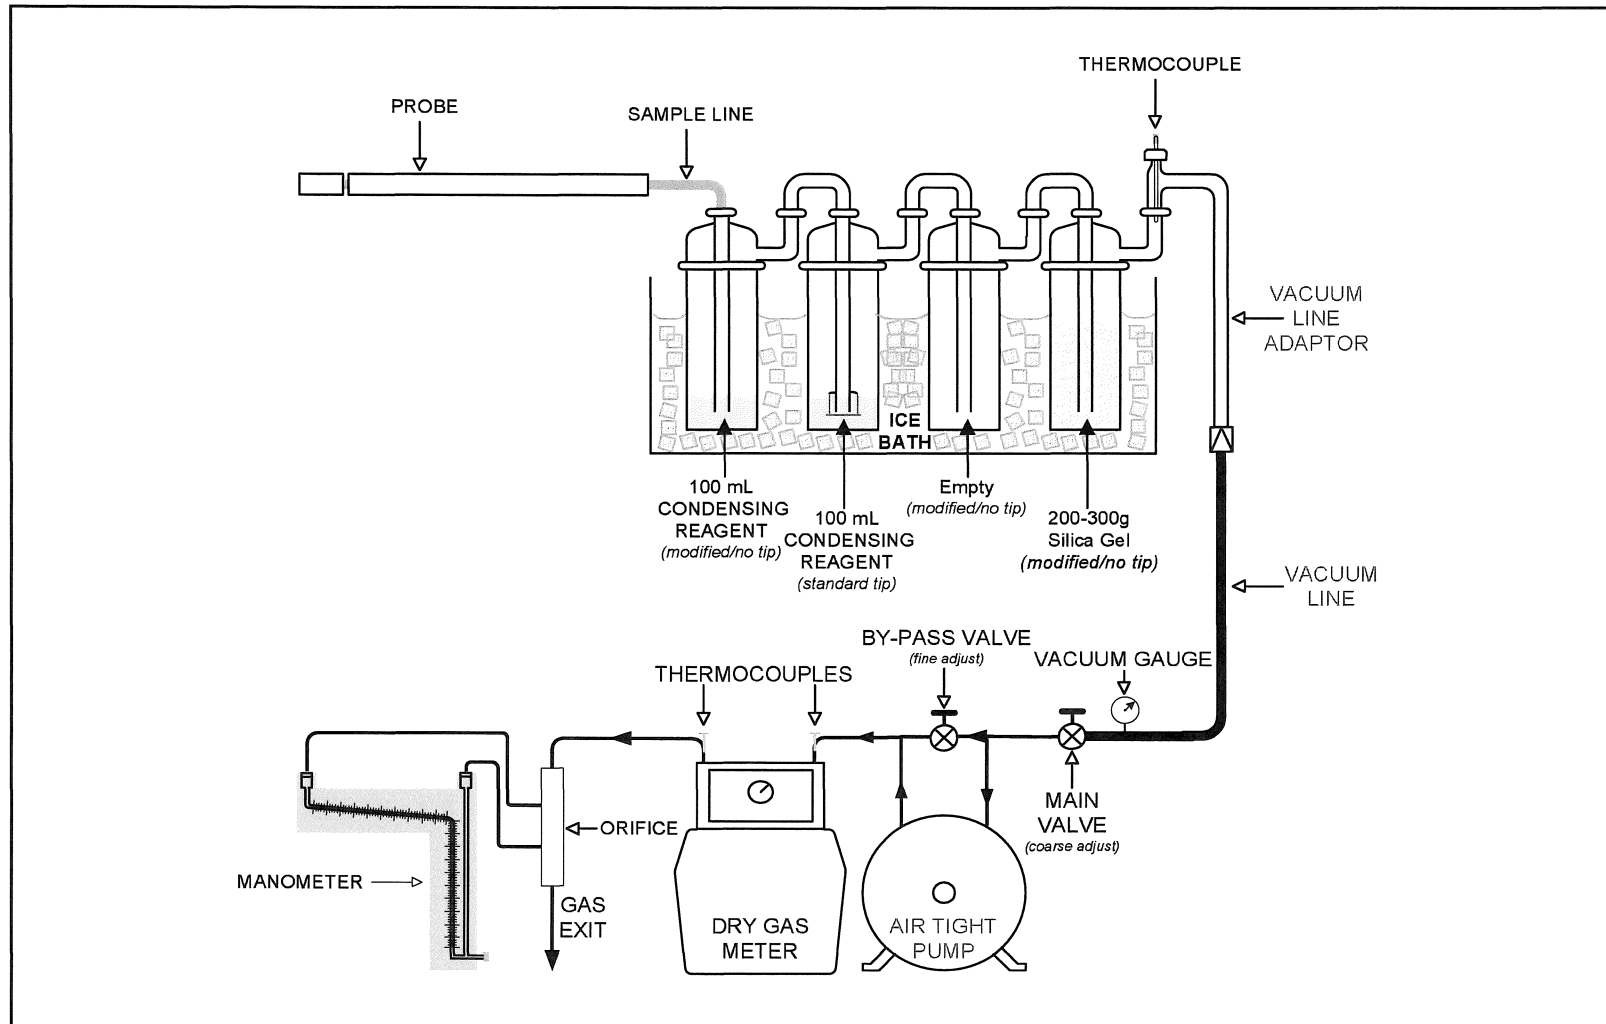 THERMOCOUPLE
PROBE
SAMPLE LINE
VACUUM
LINE
ADAPTOR
ICE
BATH
100 mL
CONDENSING
REAGENT
(modified/no tip)
100 mL
CONDENSING
REAGENT
(standard tip)
Empty
(modified/no tip)
200-300g
Silica Gel
(modified/no tip)
VACUUM
LINE
BY-PASS VALVE
(fine adjust)
VACUUM GAUGE
THERMOCOUPLES
MAIN
VALVE
(coarse adjust)
ORIFICE
MANOMETER
GAS
EXIT
DRY GAS
METER
AIR TIGHT
PUMP